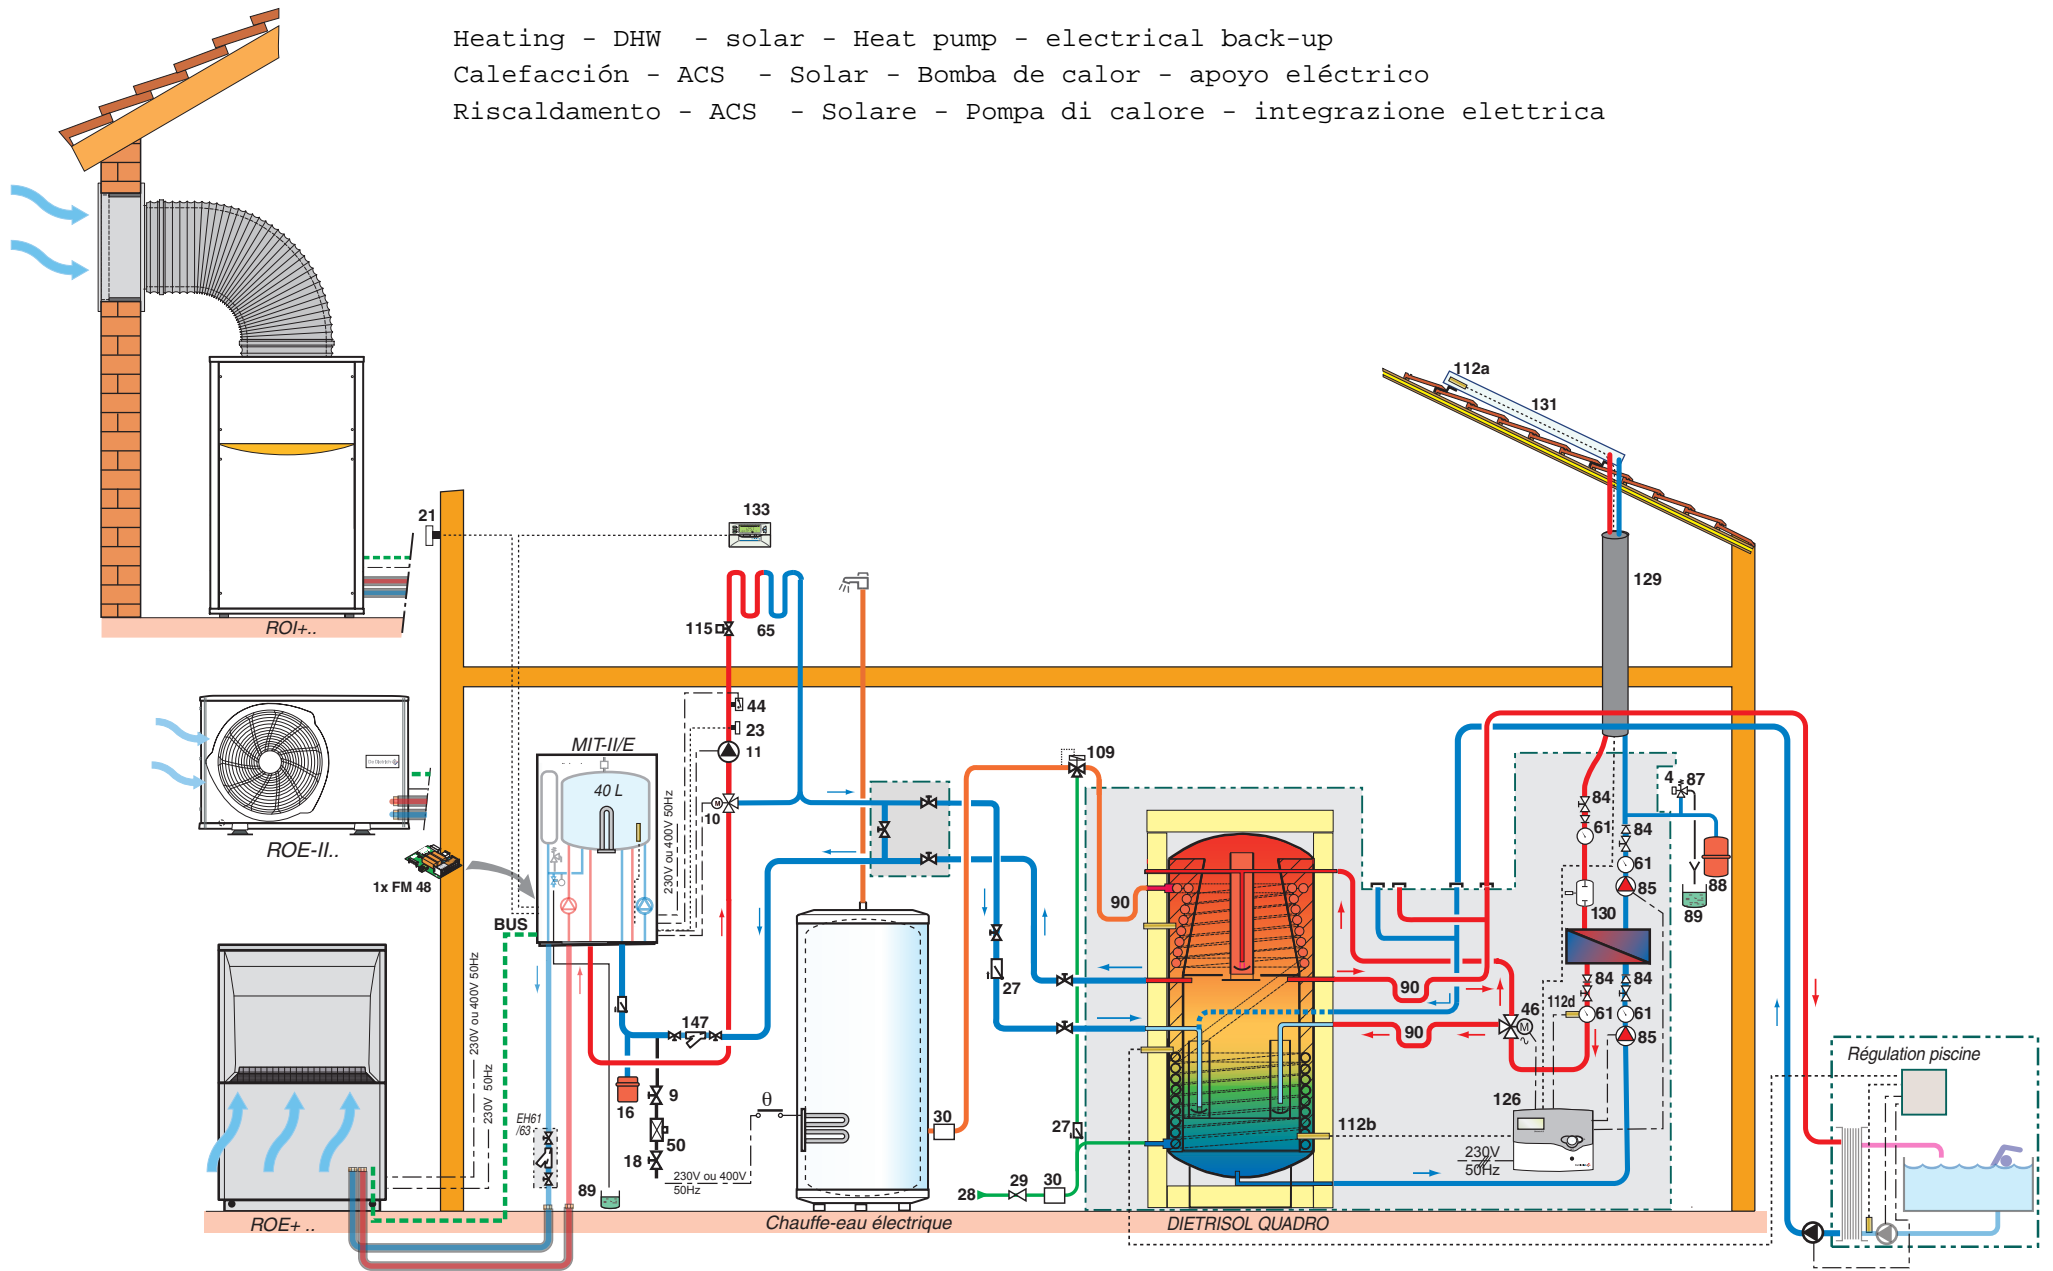 Heating - DHW - solar - Heat pump - electrical back-up
Calefacción - ACS - Solar - Bomba de calor - apoyo eléctrico
Riscaldamento - ACS - Solare - Pompa di calore - integrazione elettrica
112a
131
21
133
129
115
65
ROI+..
44
23
11
MIT-II/E
40 L
M
10
230V ou 400V 50Hz
109
4
87
84
61
84
61
85
88
89
130
ROE-II..
1x FM 48
BUS
90
27
90
90
84
84
112d
61
61
46
M
85
147
230V ou 400V 50Hz
230V 50Hz
EH61
/63
16
9
50
18
θ
30
27
112b
126
230V
50Hz
Régulation piscine
230V ou 400V
50Hz
89
28
29
30
ROE+ ..
Chauffe-eau électrique
DIETRISOL QUADRO